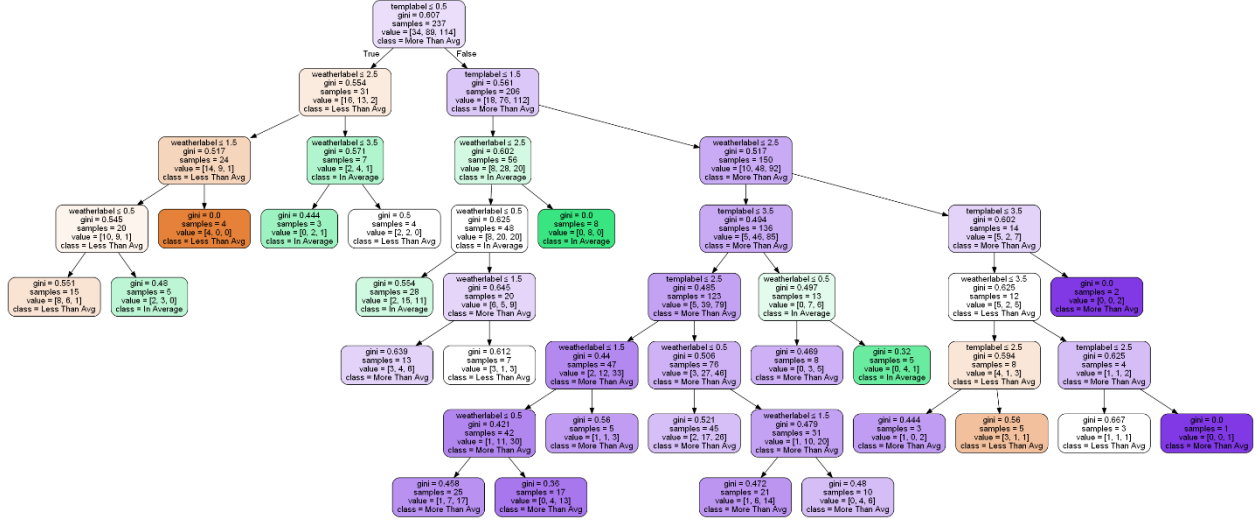 templabel ≤ 0.5
gini = 0.607
samples = 237
value = [34, 89, 114]
class = More Than Avg
True
False
weatherlabel ≤ 2.5
gini = 0.554
samples = 31
value = [16, 13, 2]
class = Less Than Avg
templabel ≤ 1.5
gini = 0.561
samples = 206
value = [18, 76, 112]
class = More Than Avg
weatherlabel ≤ 1.5
gini = 0.517
samples = 24
value = [14, 9, 1]
class = Less Than Avg
weatherlabel ≤ 3.5
gini = 0.571
samples = 7
value = [2, 4, 1]
class = In Average
weatherlabel ≤ 2.5
gini = 0.602
samples = 56
value = [8, 28, 20]
class = In Average
weatherlabel ≤ 2.5
gini = 0.517
samples = 150
value = [10, 48, 92]
class = More Than Avg
weatherlabel ≤ 0.5
gini = 0.545
samples = 20
value = [10, 9, 1]
class = Less Than Avg
gini = 0.0
samples = 4
value = [4, 0, 0]
class = Less Than Avg
gini = 0.444
samples = 3
value = [0, 2, 1]
class = In Average
gini = 0.5
samples = 4
value = [2, 2, 0]
class = Less Than Avg
weatherlabel ≤ 0.5
gini = 0.625
samples = 48
value = [8, 20, 20]
class = In Average
gini = 0.0
samples = 8
value = [0, 8, 0]
class = In Average
templabel ≤ 3.5
gini = 0.494
samples = 136
value = [5, 46, 85]
class = More Than Avg
templabel ≤ 3.5
gini = 0.602
samples = 14
value = [5, 2, 7]
class = More Than Avg
gini = 0.551
samples = 15
value = [8, 6, 1]
class = Less Than Avg
gini = 0.48
samples = 5
value = [2, 3, 0]
class = In Average
gini = 0.554
samples = 28
value = [2, 15, 11]
class = In Average
weatherlabel ≤ 1.5
gini = 0.645
samples = 20
value = [6, 5, 9]
class = More Than Avg
templabel ≤ 2.5
gini = 0.485
samples = 123
value = [5, 39, 79]
class = More Than Avg
weatherlabel ≤ 0.5
gini = 0.497
samples = 13
value = [0, 7, 6]
class = In Average
weatherlabel ≤ 3.5
gini = 0.625
samples = 12
value = [5, 2, 5]
class = Less Than Avg
gini = 0.0
samples = 2
value = [0, 0, 2]
class = More Than Avg
gini = 0.639
samples = 13
value = [3, 4, 6]
class = More Than Avg
gini = 0.612
samples = 7
value = [3, 1, 3]
class = Less Than Avg
weatherlabel ≤ 1.5
gini = 0.44
samples = 47
value = [2, 12, 33]
class = More Than Avg
weatherlabel ≤ 0.5
gini = 0.506
samples = 76
value = [3, 27, 46]
class = More Than Avg
gini = 0.469
samples = 8
value = [0, 3, 5]
class = More Than Avg
gini = 0.32
samples = 5
value = [0, 4, 1]
class = In Average
templabel ≤ 2.5
gini = 0.594
samples = 8
value = [4, 1, 3]
class = Less Than Avg
templabel ≤ 2.5
gini = 0.625
samples = 4
value = [1, 1, 2]
class = More Than Avg
weatherlabel ≤ 0.5
gini = 0.421
samples = 42
value = [1, 11, 30]
class = More Than Avg
gini = 0.56
samples = 5
value = [1, 1, 3]
class = More Than Avg
gini = 0.521
samples = 45
value = [2, 17, 26]
class = More Than Avg
weatherlabel ≤ 1.5
gini = 0.479
samples = 31
value = [1, 10, 20]
class = More Than Avg
gini = 0.444
samples = 3
value = [1, 0, 2]
class = More Than Avg
gini = 0.56
samples = 5
value = [3, 1, 1]
class = Less Than Avg
gini = 0.667
samples = 3
value = [1, 1, 1]
class = Less Than Avg
gini = 0.0
samples = 1
value = [0, 0, 1]
class = More Than Avg
gini = 0.458
samples = 25
value = [1, 7, 17]
class = More Than Avg
gini = 0.36
samples = 17
value = [0, 4, 13]
class = More Than Avg
gini = 0.472
samples = 21
value = [1, 6, 14]
class = More Than Avg
gini = 0.48
samples = 10
value = [0, 4, 6]
class = More Than Avg